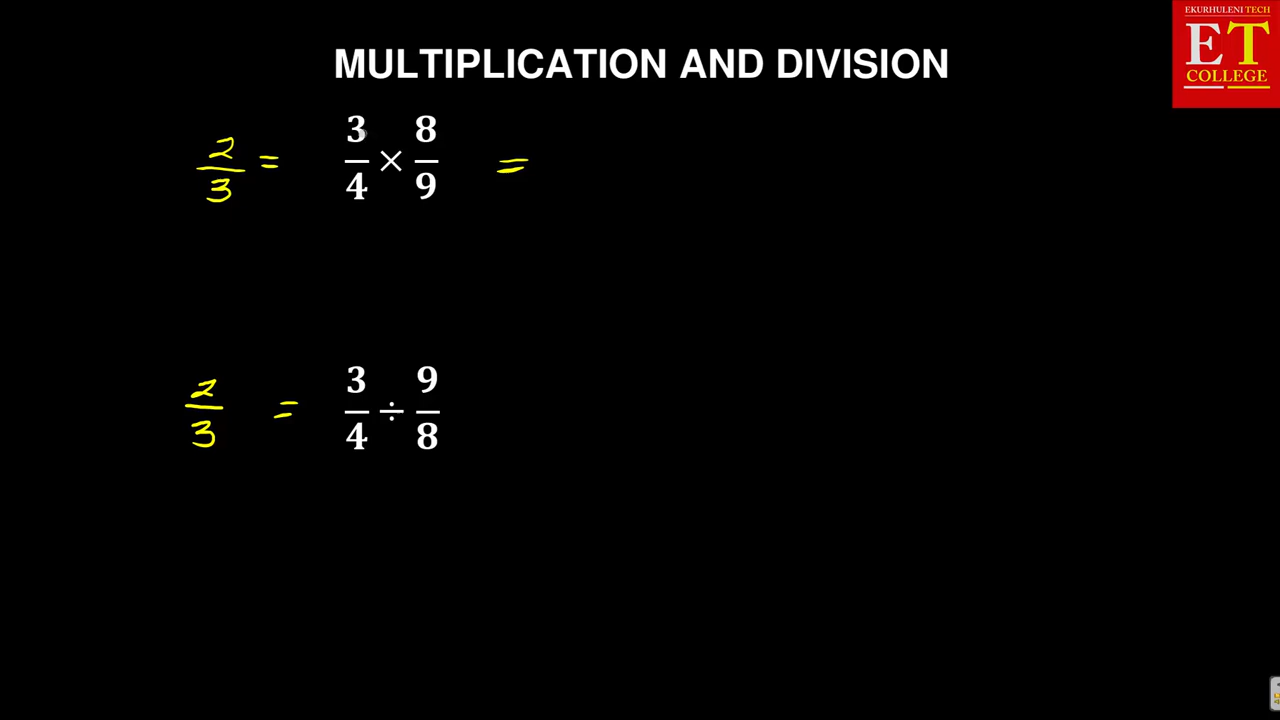 EKURHULENI TECH
ET
COLLEGE
MULTIPLICATION AND DIVISION
2/3 = 3/4 × 8/9 =
2/3 = 3/4 ÷ 9/8